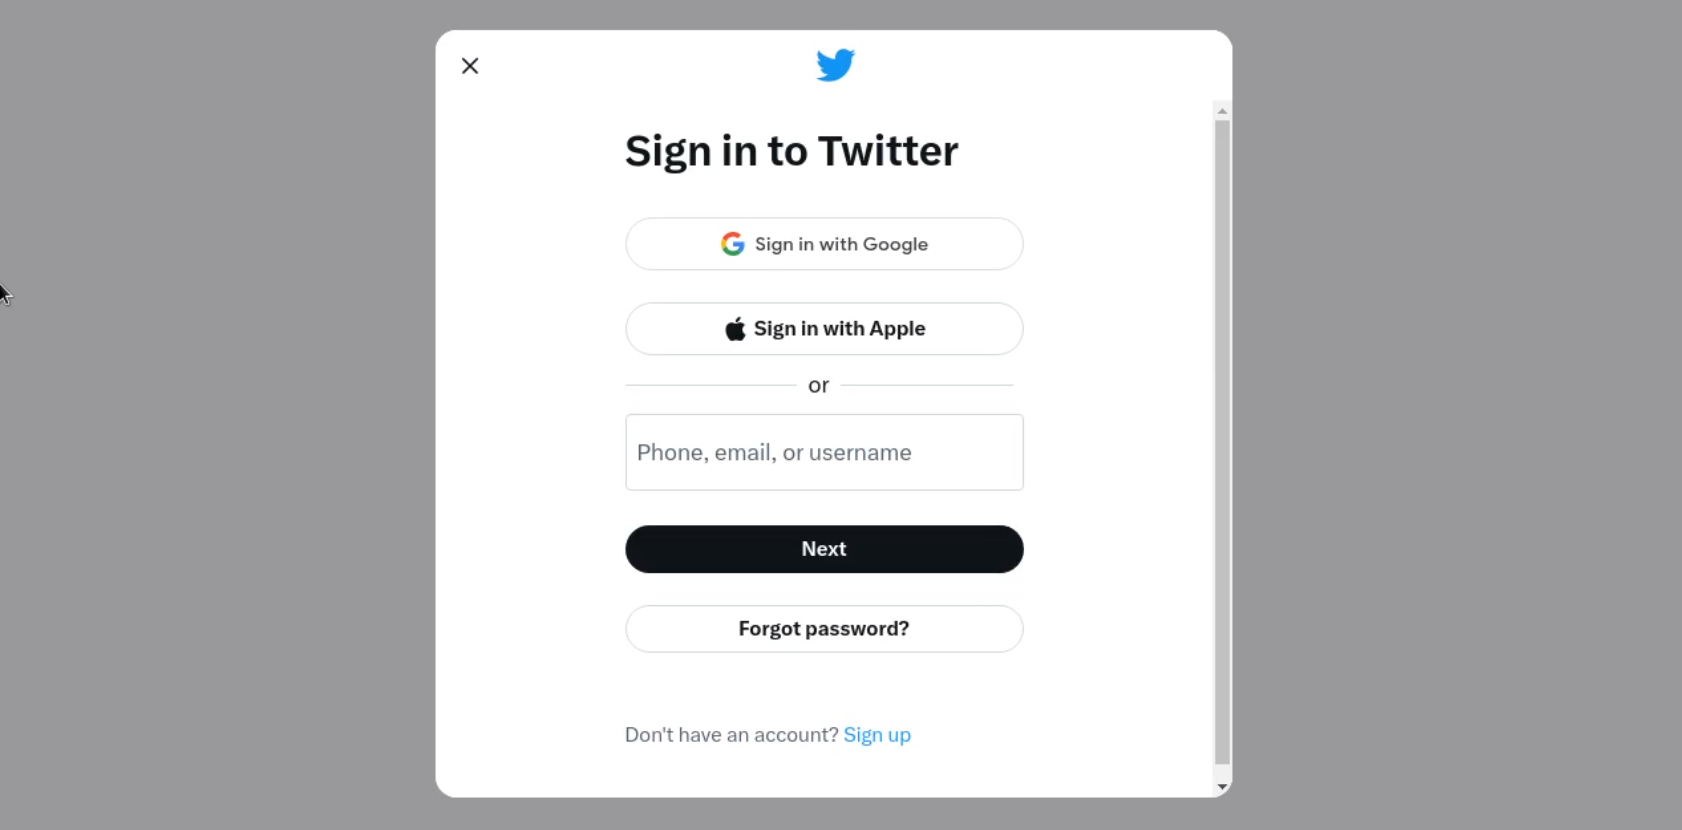 Sign in to Twitter
Sign in with Google
Sign in with Apple
or
Phone, email, or username
Next
Forgot password?
Don't have an account? Sign up